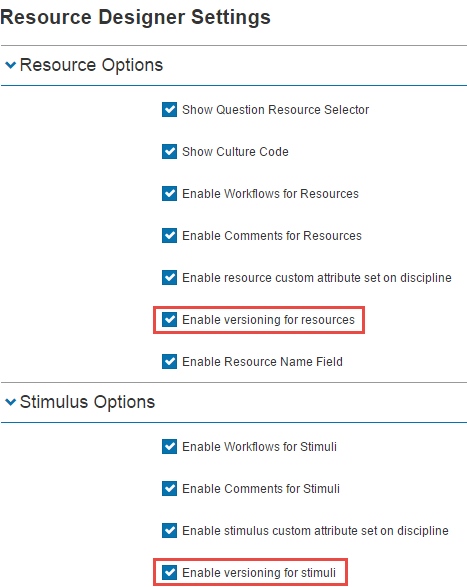 Resource Designer Settings
Resource Options
Show Question Resource Selector
Show Culture Code
Enable Workflows for Resources
Enable Comments for Resources
Enable resource custom attribute set on discipline
Enable versioning for resources
Enable Resource Name Field
Stimulus Options
Enable Workflows for Stimuli
Enable Comments for Stimuli
Enable stimulus custom attribute set on discipline
Enable versioning for stimuli